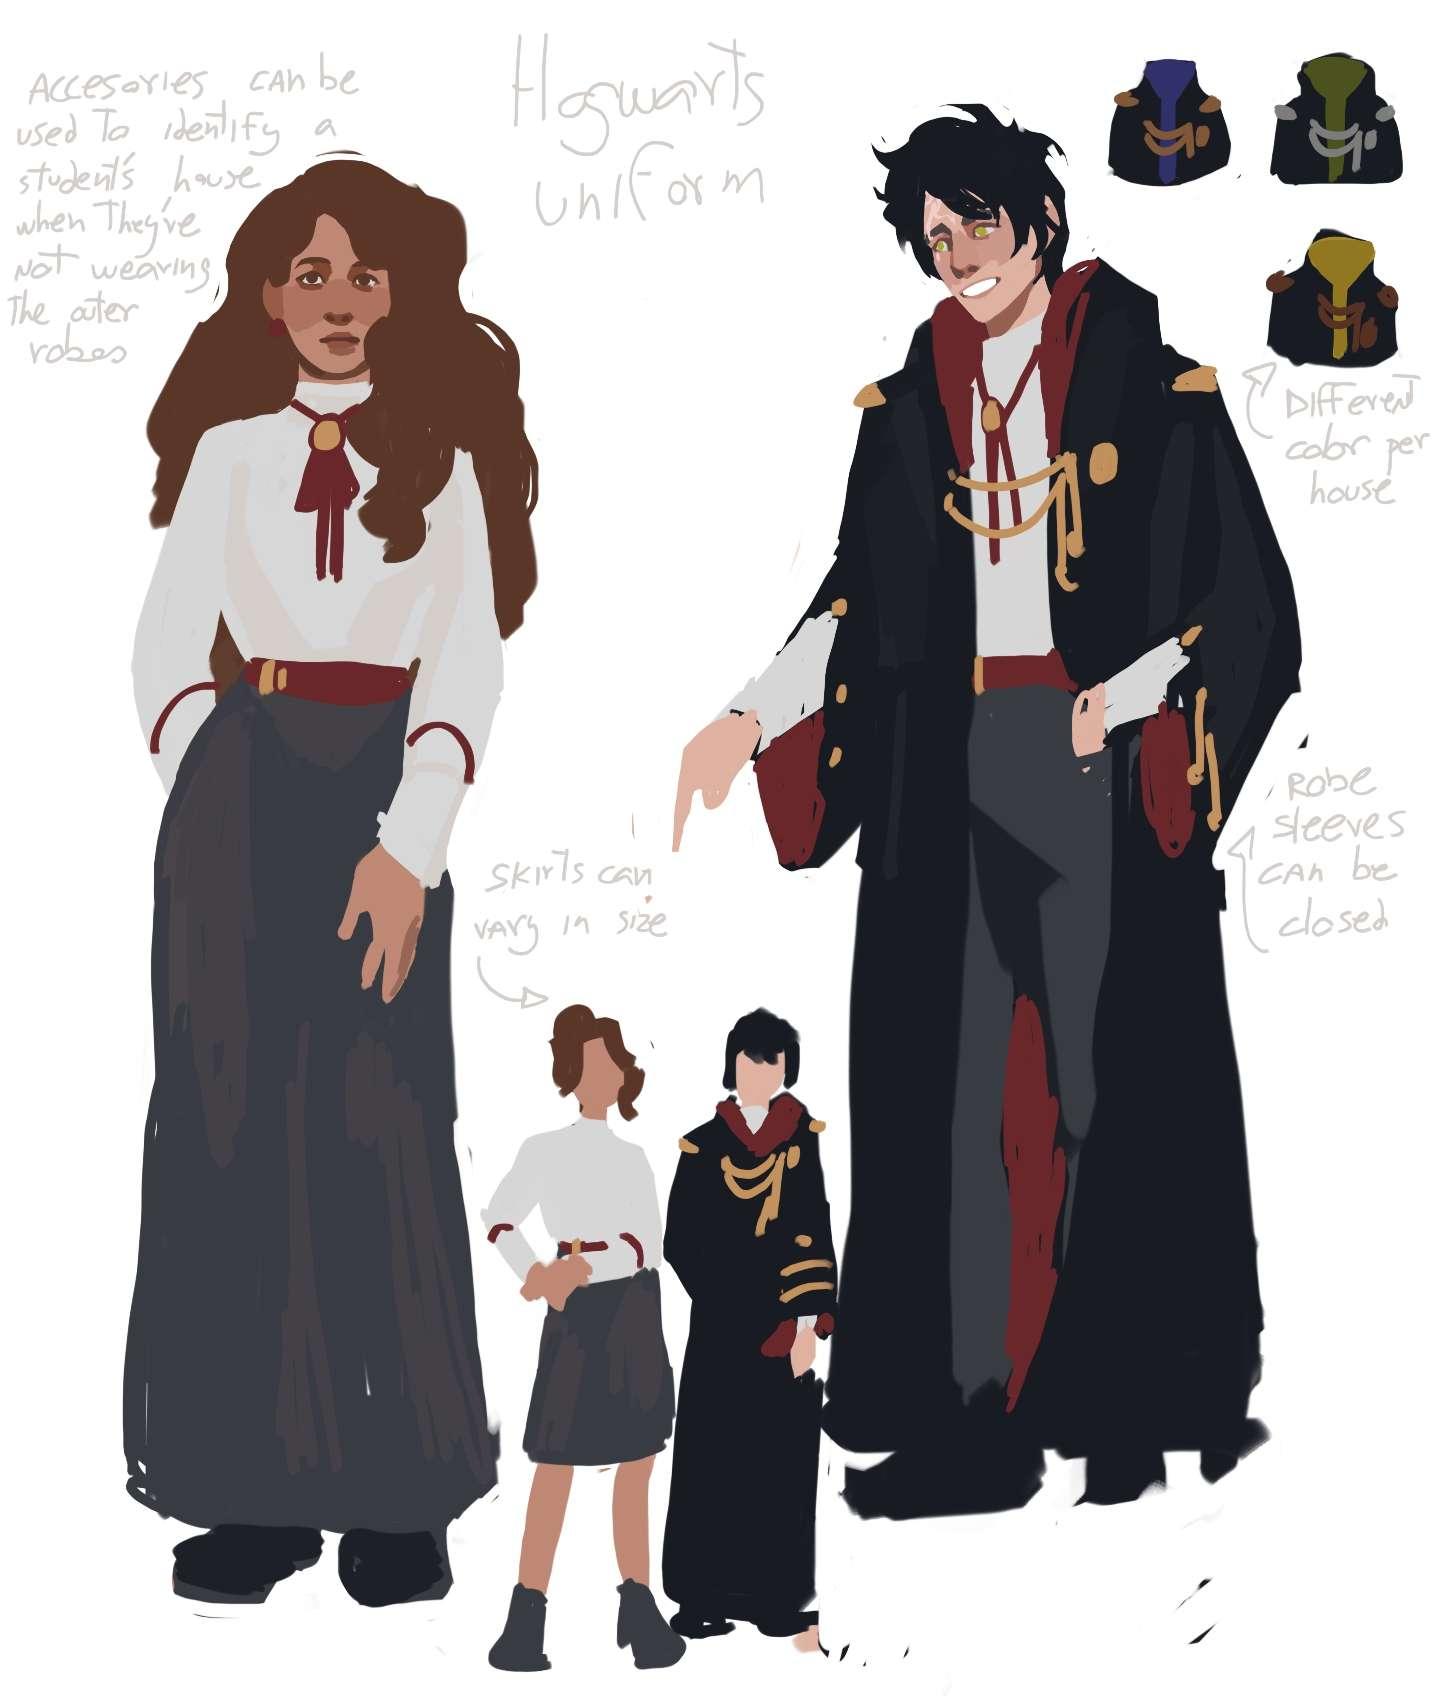 Hogwarts
uniform
Accesories can be
used to identify a
student's house
when they've
not wearing
the outer
robes
Different
color per
house
Robe
sleeves
can be
closed
Skirts can
vary in size